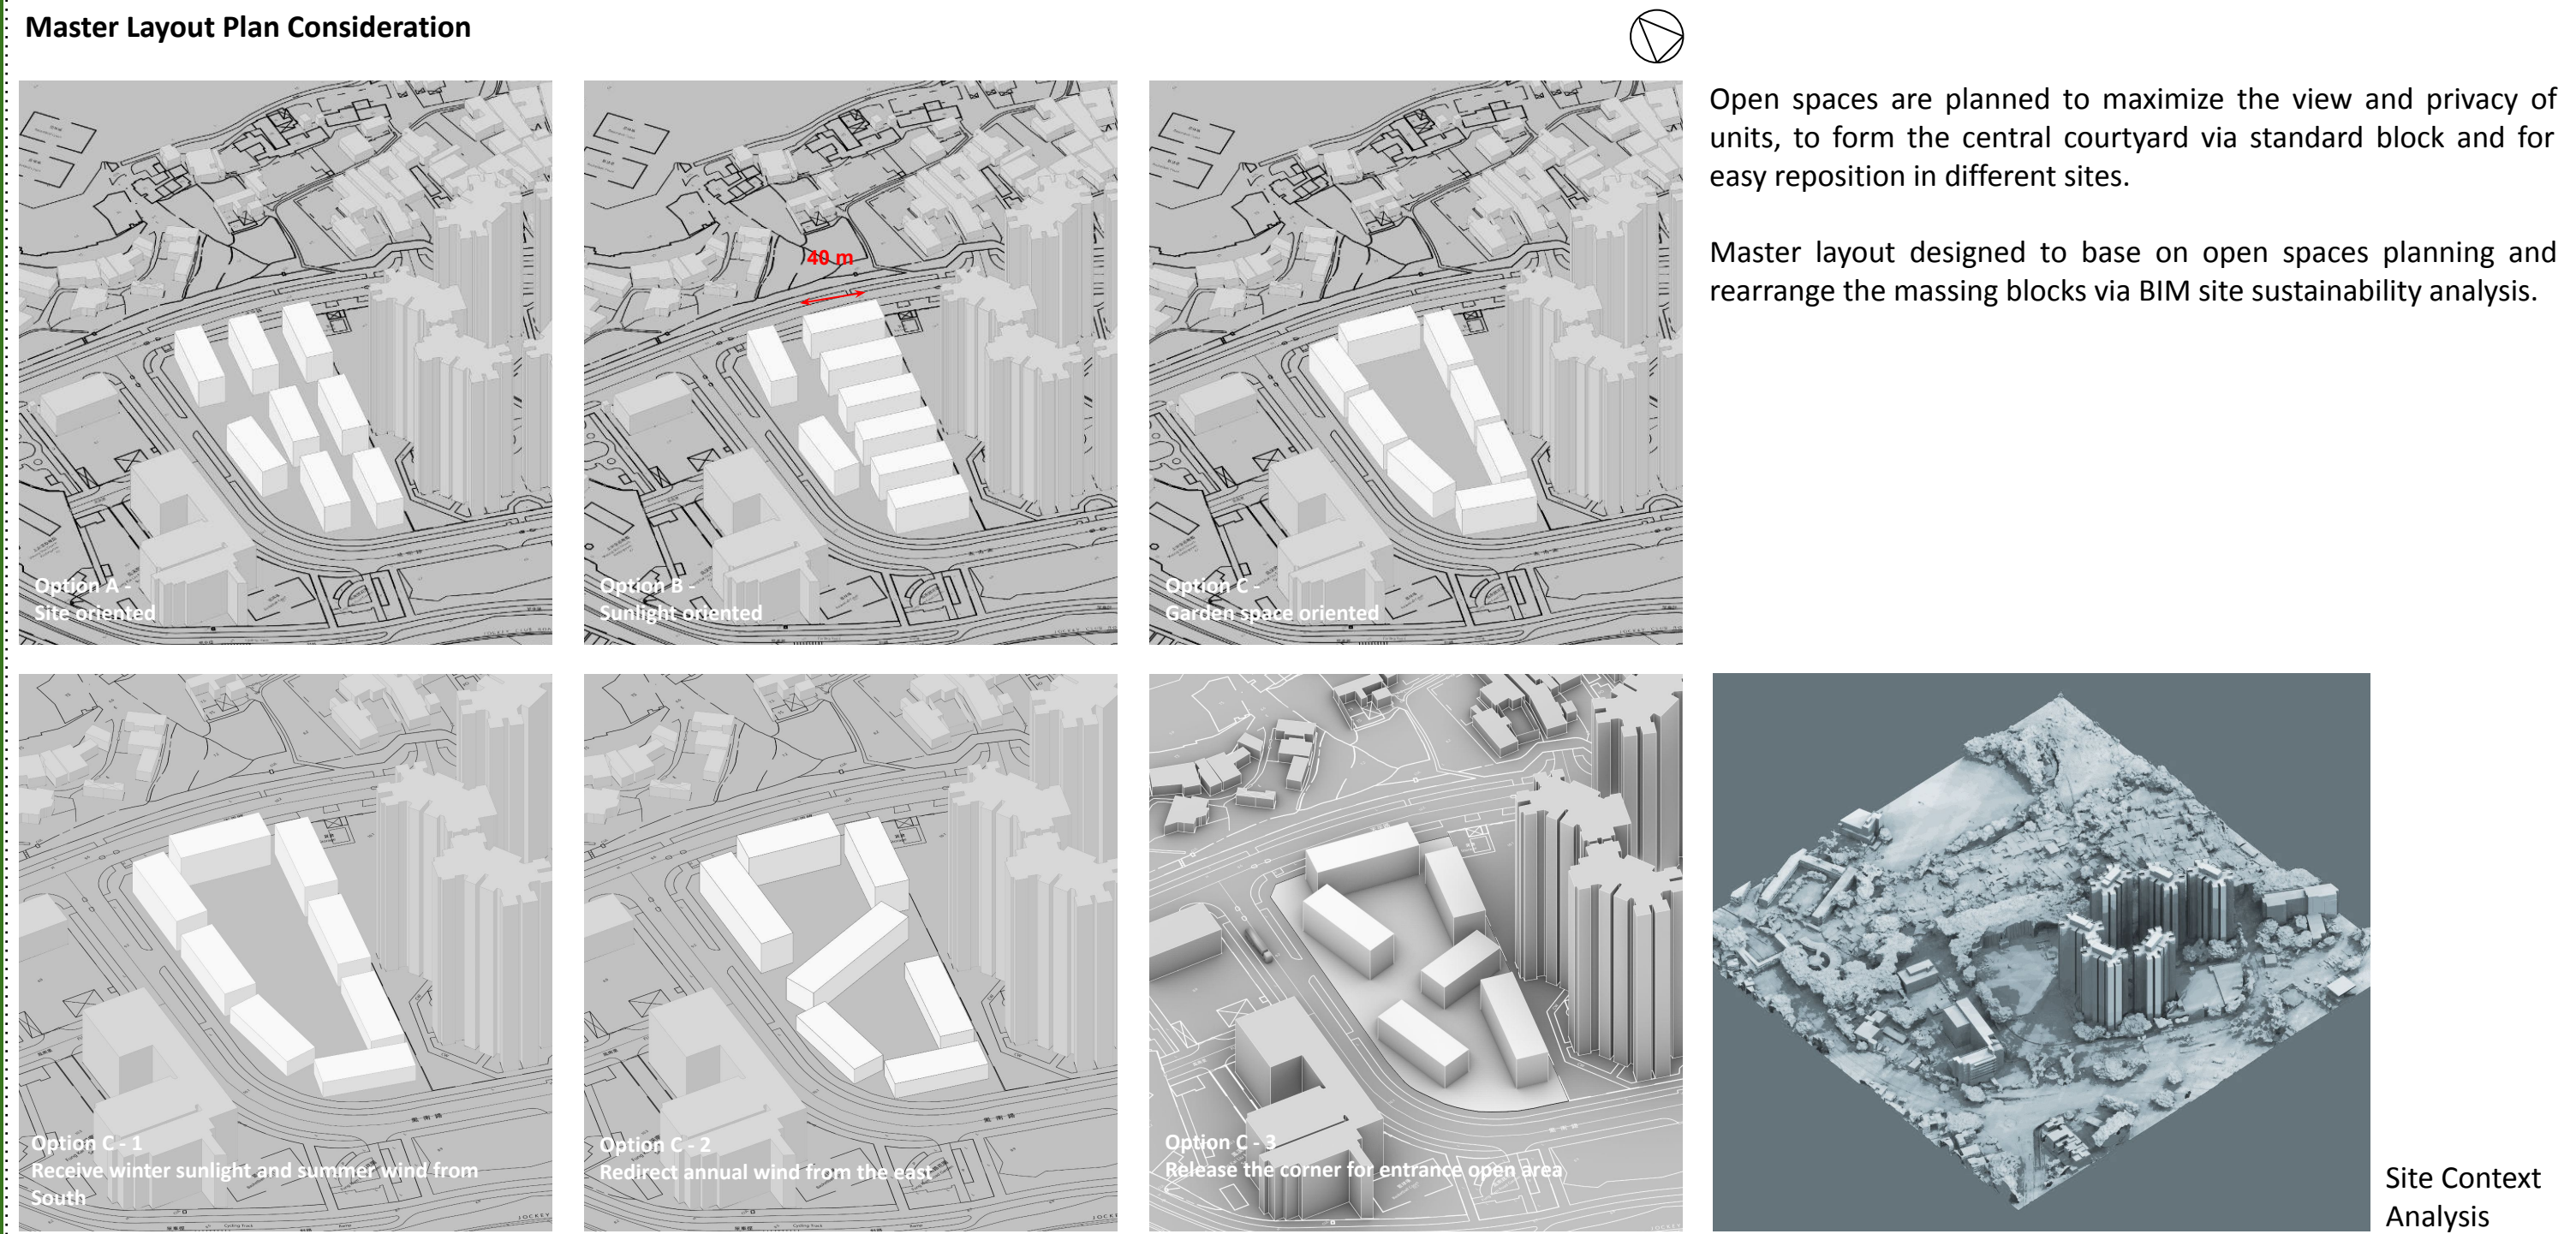 Master Layout Plan Consideration
Open spaces are planned to maximize the view and privacy of
units, to form the central courtyard via standard block and for
easy reposition in different sites.
Master layout designed to base on open spaces planning and
rearrange the massing blocks via BIM site sustainability analysis.
Option A -
Site oriented
40 m
Option B -
Sunlight oriented
Option C -
Garden space oriented
Option C - 1
Receive winter sunlight and summer wind from
South
JOCKEY
Option C - 2
Redirect annual wind from the east
JOCKEY
Option C - 3
Release the corner for entrance open area
JOCKEY
Site Context
Analysis